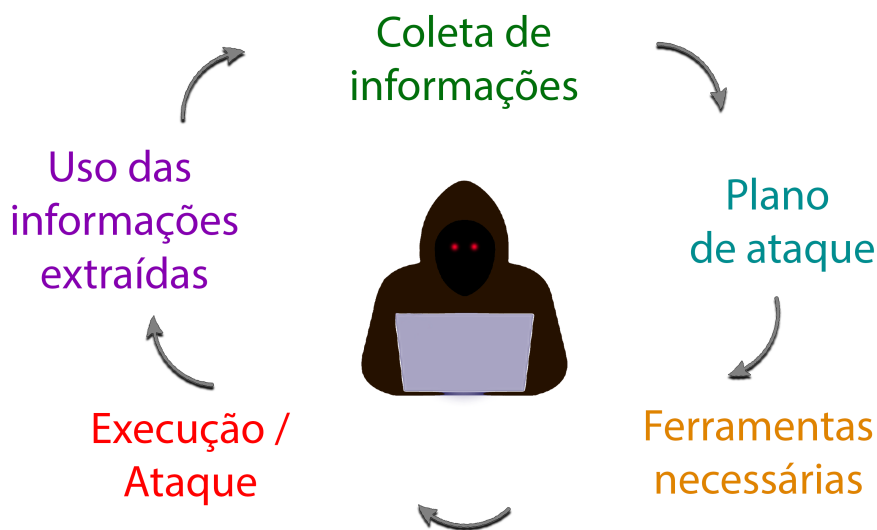 Coleta de
informações
Plano
de ataque
Ferramentas
necessárias
Execução /
Ataque
Uso das
informações
extraídas